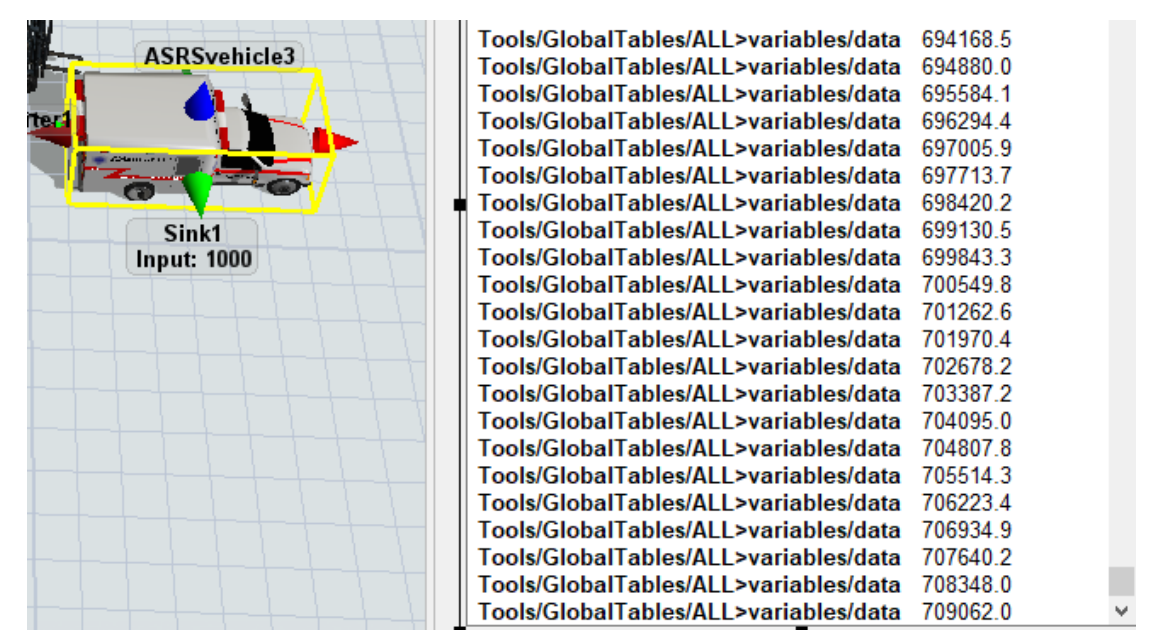 ASRSvehicle3
rter1
Sink1
Input: 1000
Tools/GlobalTables/ALL>variables/data 694168.5
Tools/GlobalTables/ALL>variables/data 694880.0
Tools/GlobalTables/ALL>variables/data 695584.1
Tools/GlobalTables/ALL>variables/data 696294.4
Tools/GlobalTables/ALL>variables/data 697005.9
Tools/GlobalTables/ALL>variables/data 697713.7
Tools/GlobalTables/ALL>variables/data 698420.2
Tools/GlobalTables/ALL>variables/data 699130.5
Tools/GlobalTables/ALL>variables/data 699843.3
Tools/GlobalTables/ALL>variables/data 700549.8
Tools/GlobalTables/ALL>variables/data 701262.6
Tools/GlobalTables/ALL>variables/data 701970.4
Tools/GlobalTables/ALL>variables/data 702678.2
Tools/GlobalTables/ALL>variables/data 703387.2
Tools/GlobalTables/ALL>variables/data 704095.0
Tools/GlobalTables/ALL>variables/data 704807.8
Tools/GlobalTables/ALL>variables/data 705514.3
Tools/GlobalTables/ALL>variables/data 706223.4
Tools/GlobalTables/ALL>variables/data 706934.9
Tools/GlobalTables/ALL>variables/data 707640.2
Tools/GlobalTables/ALL>variables/data 708348.0
Tools/GlobalTables/ALL>variables/data 709062.0